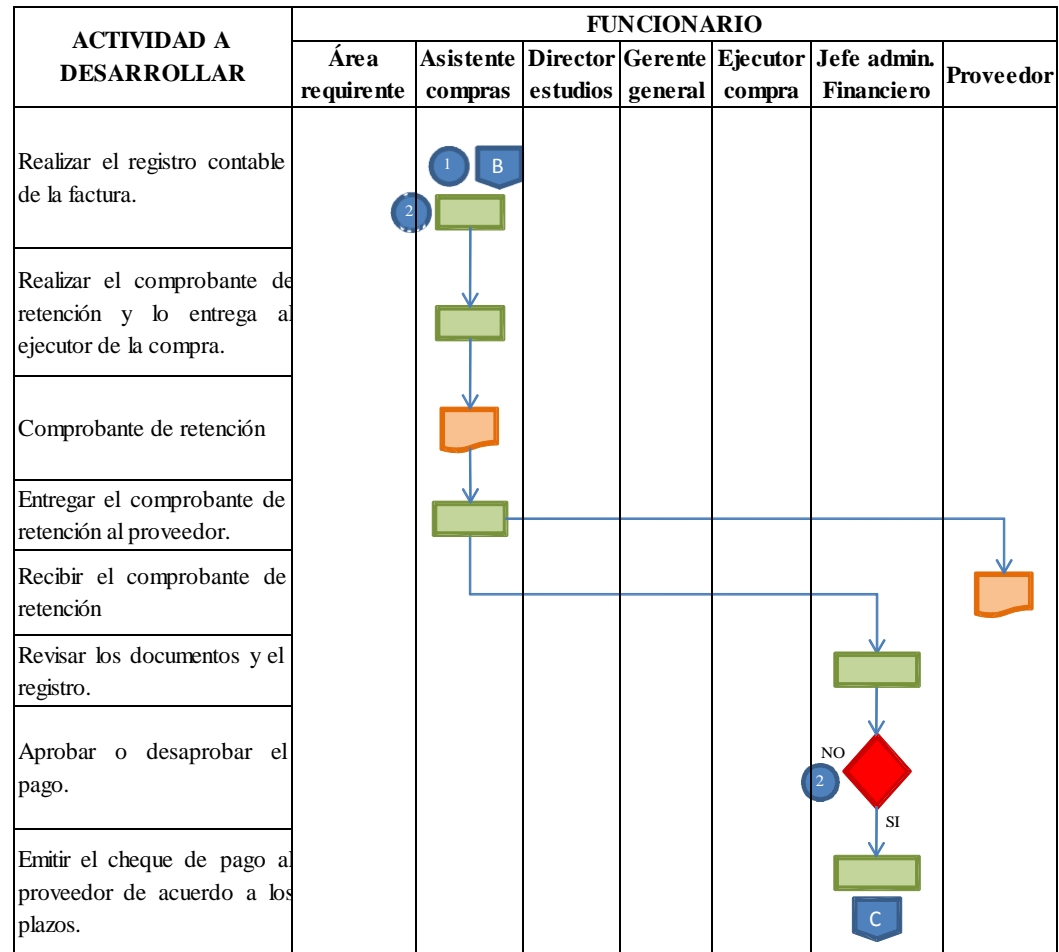 ACTIVIDAD A
DESARROLLAR
FUNCIONARIO
Área
requirente
Asistente
compras
Director
estudios
Gerente
general
Ejecutor
compra
Jefe admin.
Financiero
Proveedor
Realizar el registro contable
de la factura.
1
B
2
Realizar el comprobante de
retención y lo entrega al
ejecutor de la compra.
Comprobante de retención
Entregar el comprobante de
retención al proveedor.
Recibir el comprobante de
retención
Revisar los documentos y el
registro.
Aprobar o desaprobar el
pago.
NO
2
SI
Emitir el cheque de pago al
proveedor de acuerdo a los
plazos.
C